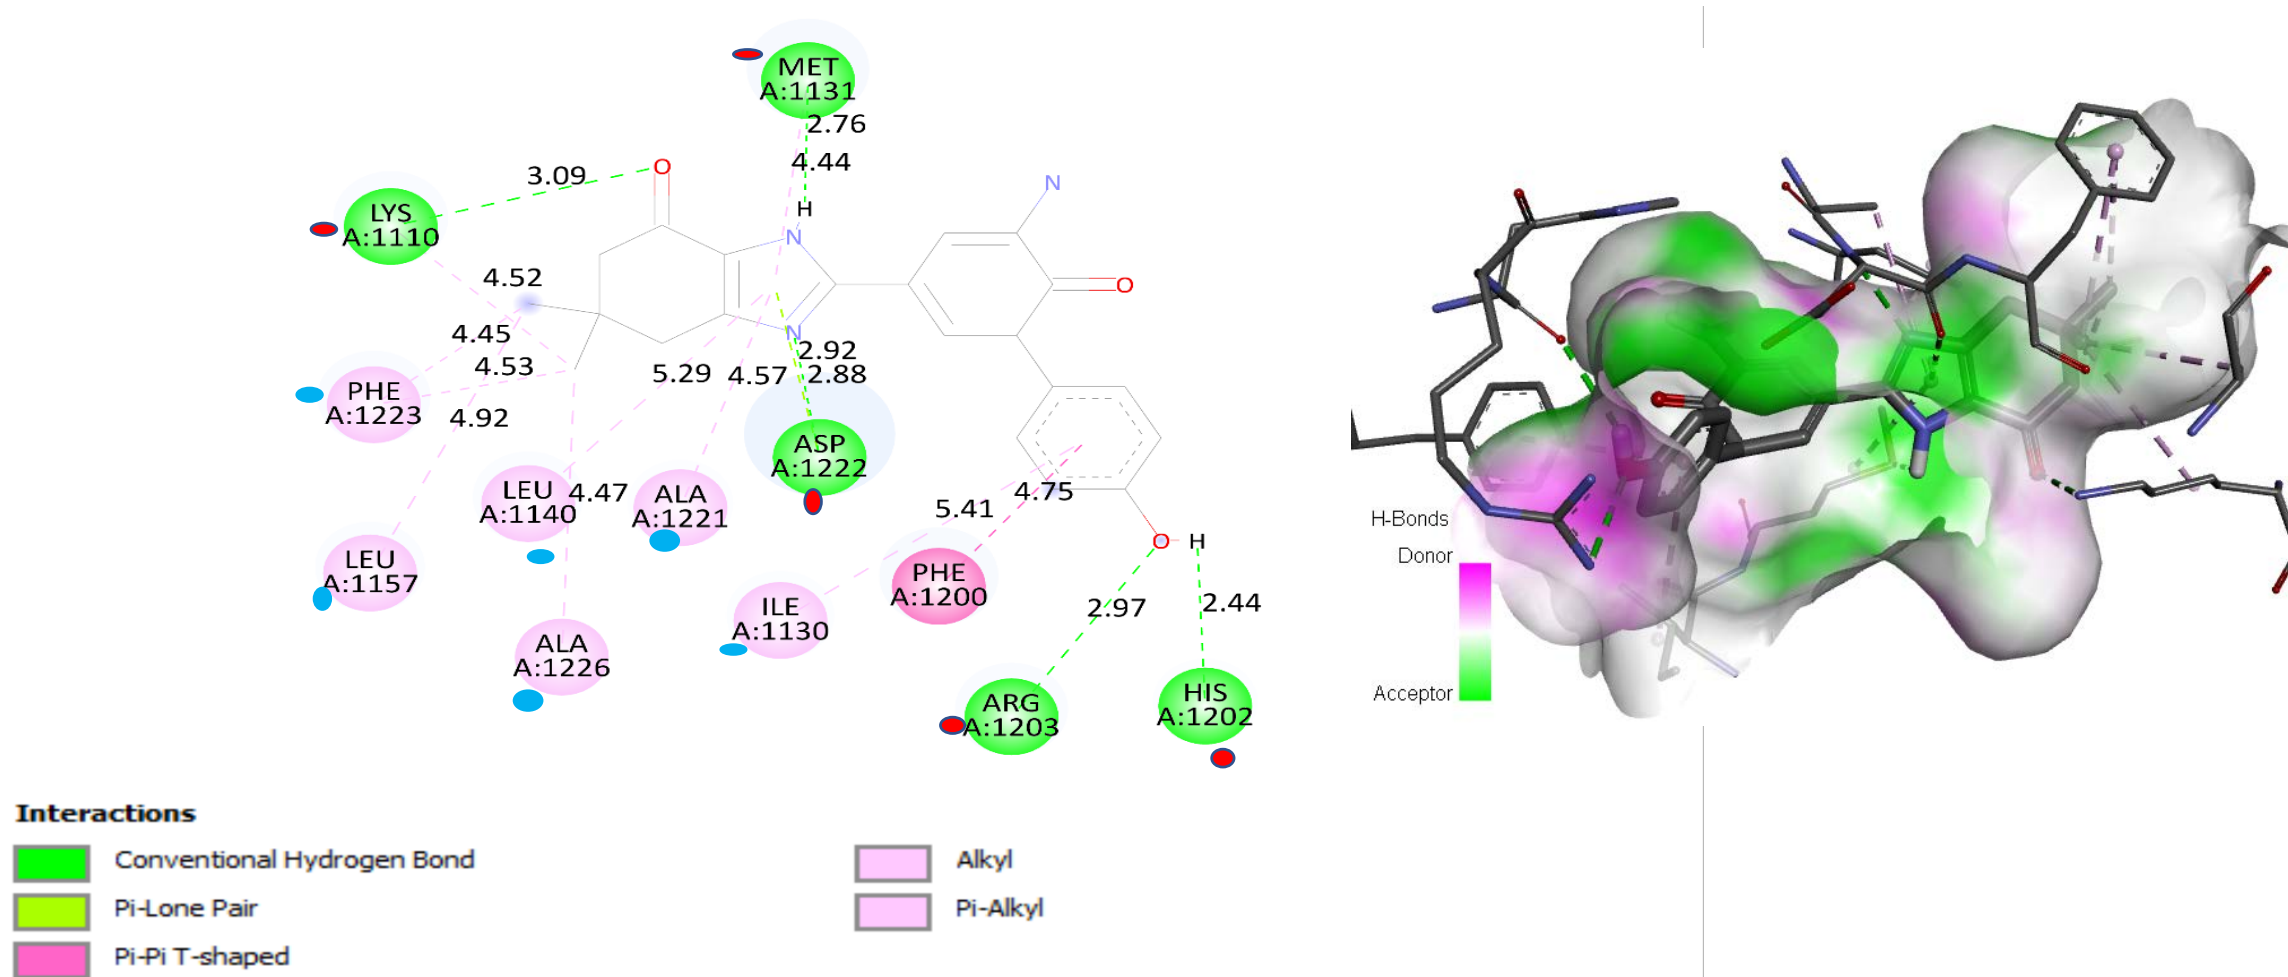 MET
A:1131
2.76
4.44
O
3.09
N
LYS
A:1110
H
N
4.52
O
4.45
N
2.92
4.53
5.29
4.57
2.88
PHE
A:1223
4.92
ASP
A:1222
LEU
A:1140
4.47
ALA
A:1221
5.41
4.75
LEU
A:1157
O
H
PHE
A:1200
ILE
A:1130
2.97
2.44
ALA
A:1226
ARG
A:1203
HIS
A:1202
H-Bonds
Donor
Acceptor
Interactions
Conventional Hydrogen Bond
Pi-Lone Pair
Pi-Pi T-shaped
Alkyl
Pi-Alkyl